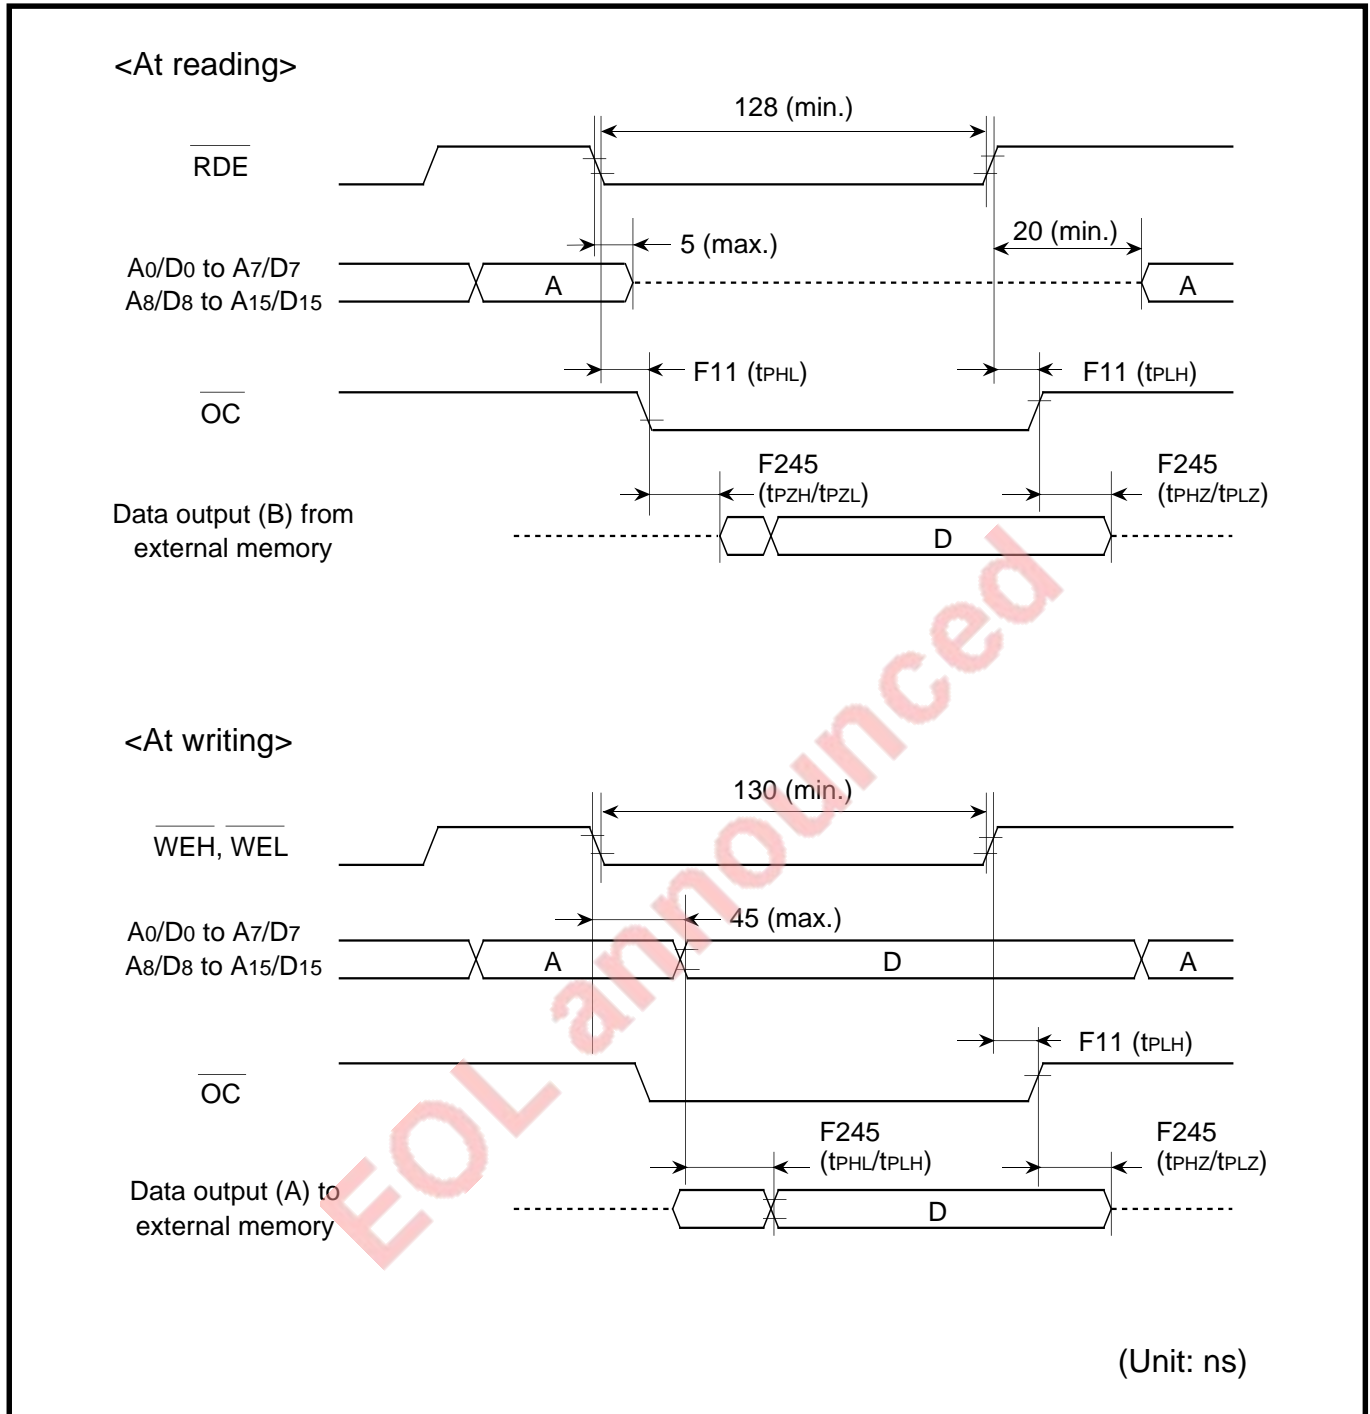 <At reading>
128 (min.)
RDE
5 (max.)
20 (min.)
A0/D0 to A7/D7
A8/D8 to A15/D15
A
A
F11 (tPHL)
F11 (tPLH)
OC
F245
(tPZH/tPZL)
F245
(tPHZ/tPLZ)
Data output (B) from
external memory
D
<At writing>
130 (min.)
WEH, WEL
45 (max.)
A0/D0 to A7/D7
A8/D8 to A15/D15
A
D
A
F11 (tPLH)
OC
F245
(tPHL/tPLH)
F245
(tPHZ/tPLZ)
Data output (A) to
external memory
D
EOL announced
(Unit: ns)